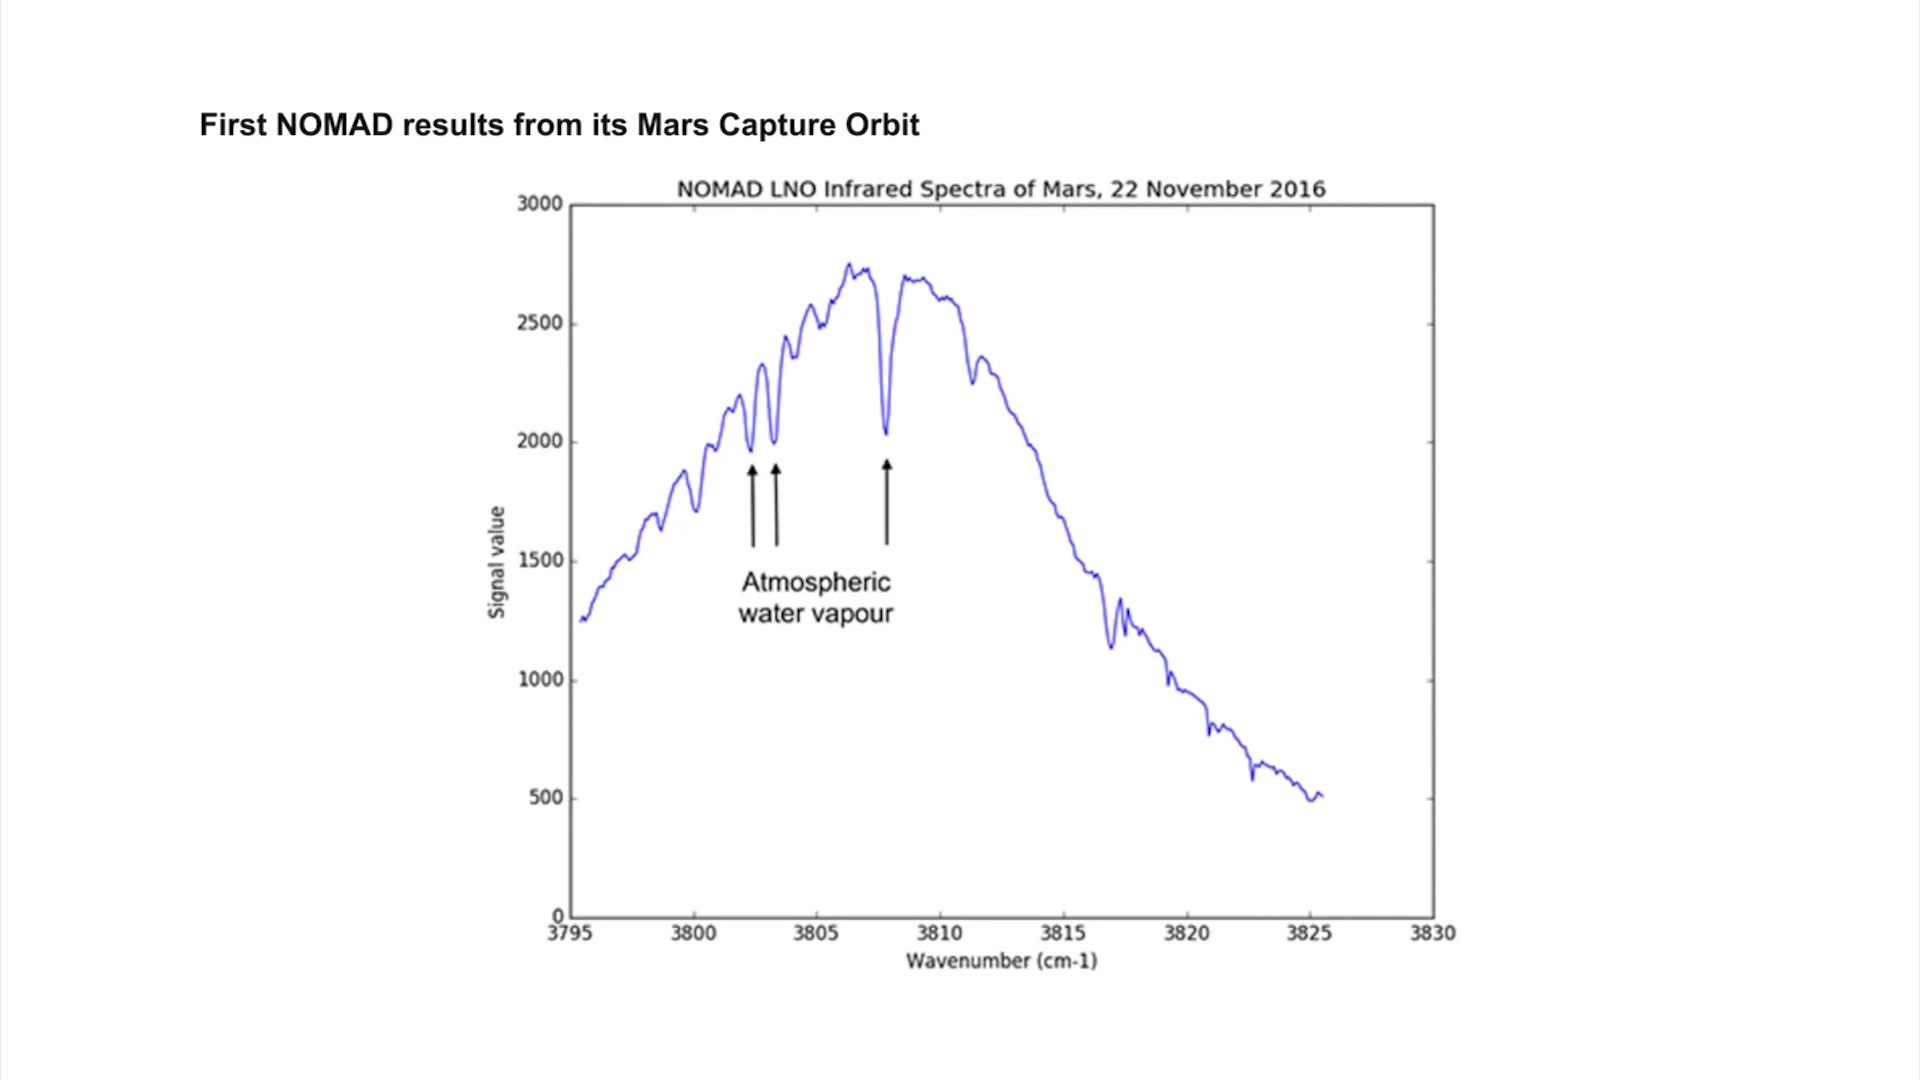 First NOMAD results from its Mars Capture Orbit
NOMAD LNO Infrared Spectra of Mars, 22 November 2016
3000
2500
2000
1500
1000
500
0
Signal value
Atmospheric
water vapour
3795 3800 3805 3810 3815 3820 3825 3830
Wavenumber (cm-1)